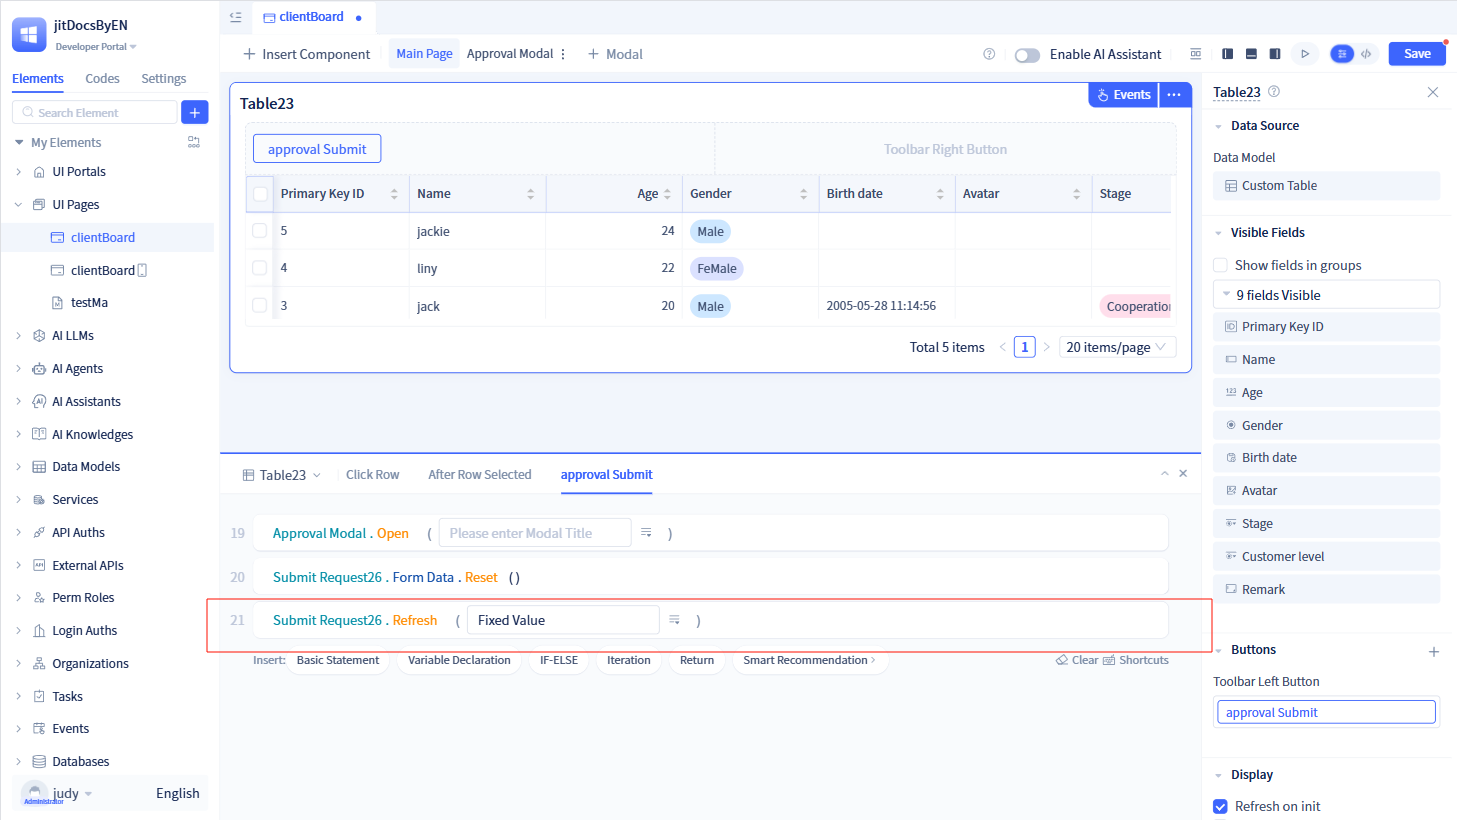 jitDocsByEN
Developer Portal
Elements
Codes
Settings
Search Element
My Elements
UI Portals
UI Pages
clientBoard
clientBoard
testMa
AI LLMs
AI Agents
AI Assistants
AI Knowledges
Data Models
Services
API Auths
External APIs
Perm Roles
Login Auths
Organizations
Tasks
Events
Databases
judy
Administrator
English
clientBoard
Insert Component
Main Page
Approval Modal
Modal
Enable AI Assistant
Save
Table23
Events
approval Submit
Toolbar Right Button
Primary Key ID Name Age Gender Birth date Avatar Stage
5 jackie 24 Male
4 liny 22 FeMale
3 jack 20 Male 2005-05-28 11:14:56 Cooperation
Total 5 items
1
20 items/page
Table23
Click Row
After Row Selected
approval Submit
19 Approval Modal . Open ( Please enter Modal Title )
20 Submit Request26 . Form Data . Reset ()
21 Submit Request26 . Refresh ( Fixed Value )
Insert: Basic Statement Variable Declaration IF-ELSE Iteration Return Smart Recommendation Clear Shortcuts
Table23
Data Source
Data Model
Custom Table
Visible Fields
Show fields in groups
9 fields Visible
Primary Key ID
Name
Age
Gender
Birth date
Avatar
Stage
Customer level
Remark
Buttons
Toolbar Left Button
approval Submit
Display
Refresh on init